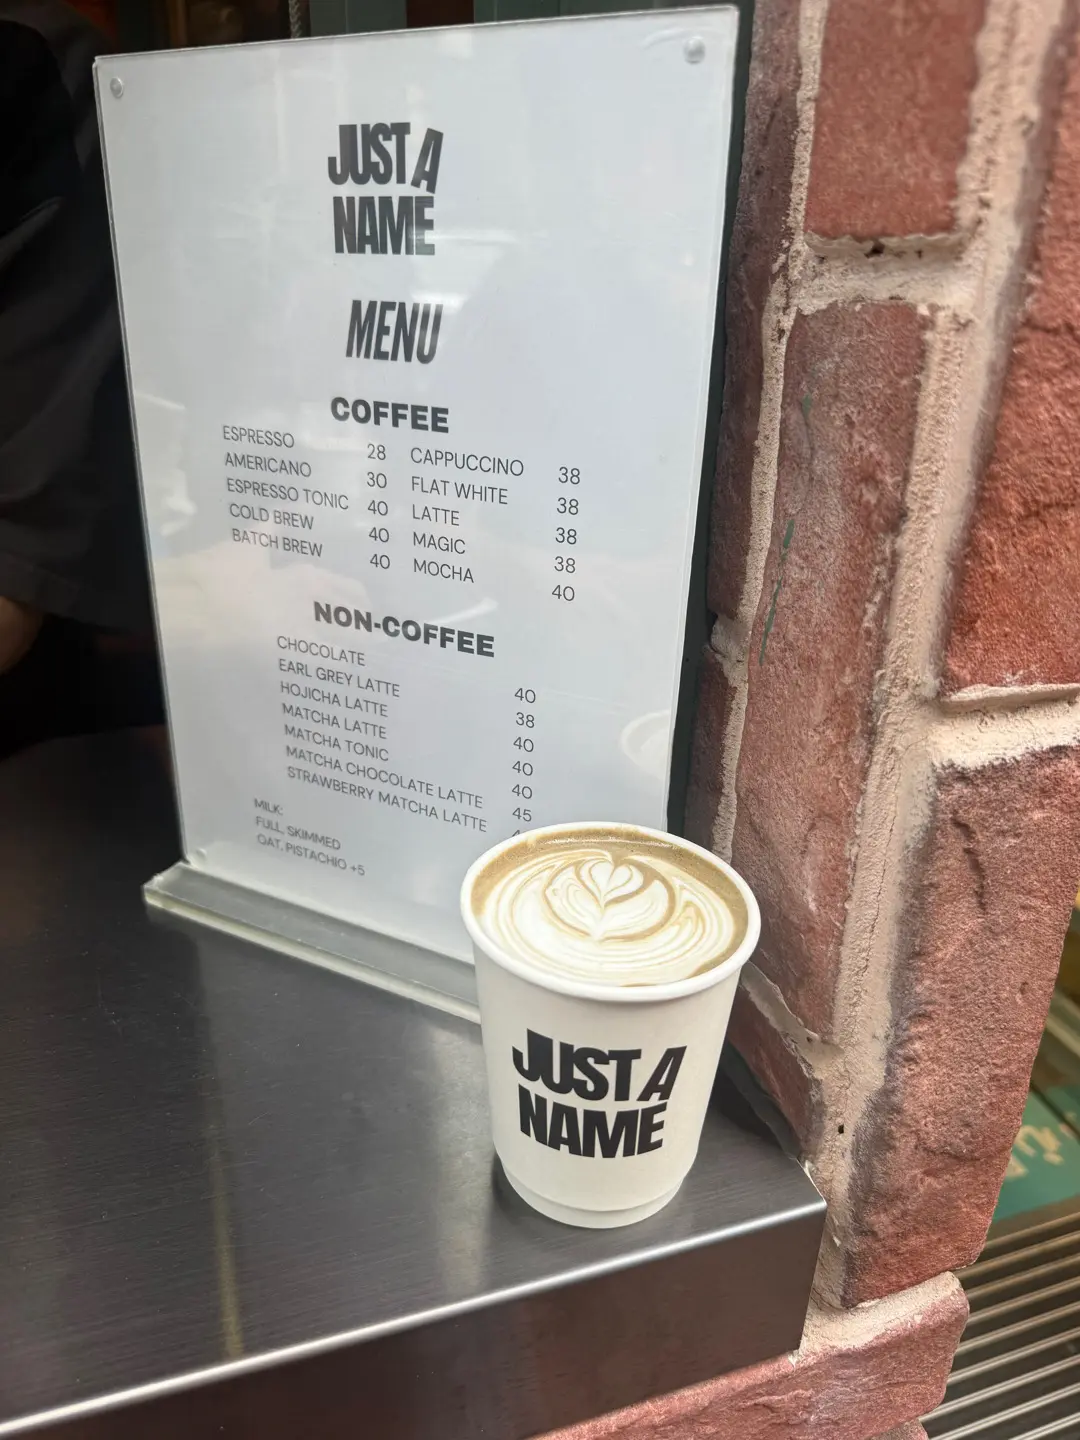 JUST A
NAME
MENU
COFFEE
ESPRESSO 28 CAPPUCCINO 38
AMERICANO 30 FLAT WHITE 38
ESPRESSO TONIC 40 LATTE 38
COLD BREW 40 MAGIC 38
BATCH BREW 40 MOCHA 40
NON-COFFEE
CHOCOLATE 40
EARL GREY LATTE 38
HOJICHA LATTE 40
MATCHA LATTE 40
MATCHA TONIC 40
MATCHA CHOCOLATE LATTE 45
STRAWBERRY MATCHA LATTE
MILK:
FULL, SKIMMED
OAT, PISTACHIO +5
JUST A
NAME